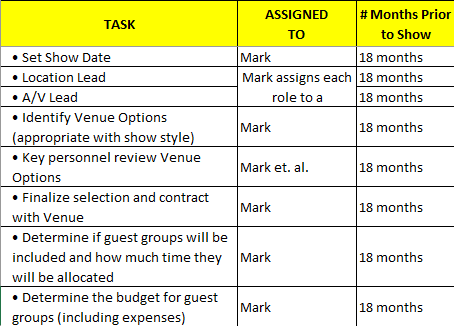 TASK
ASSIGNED
TO
# Months Prior
to Show
• Set Show Date
Mark
18 months
• Location Lead
Mark assigns each
18 months
• A/V Lead
role to a
18 months
• Identify Venue Options
(appropriate with show style)
Mark
18 months
• Key personnel review Venue
Options
Mark et. al.
18 months
• Finalize selection and contract
with Venue
Mark
18 months
• Determine if guest groups will be
included and how much time they
will be allocated
Mark
18 months
• Determine the budget for guest
groups (including expenses)
Mark
18 months